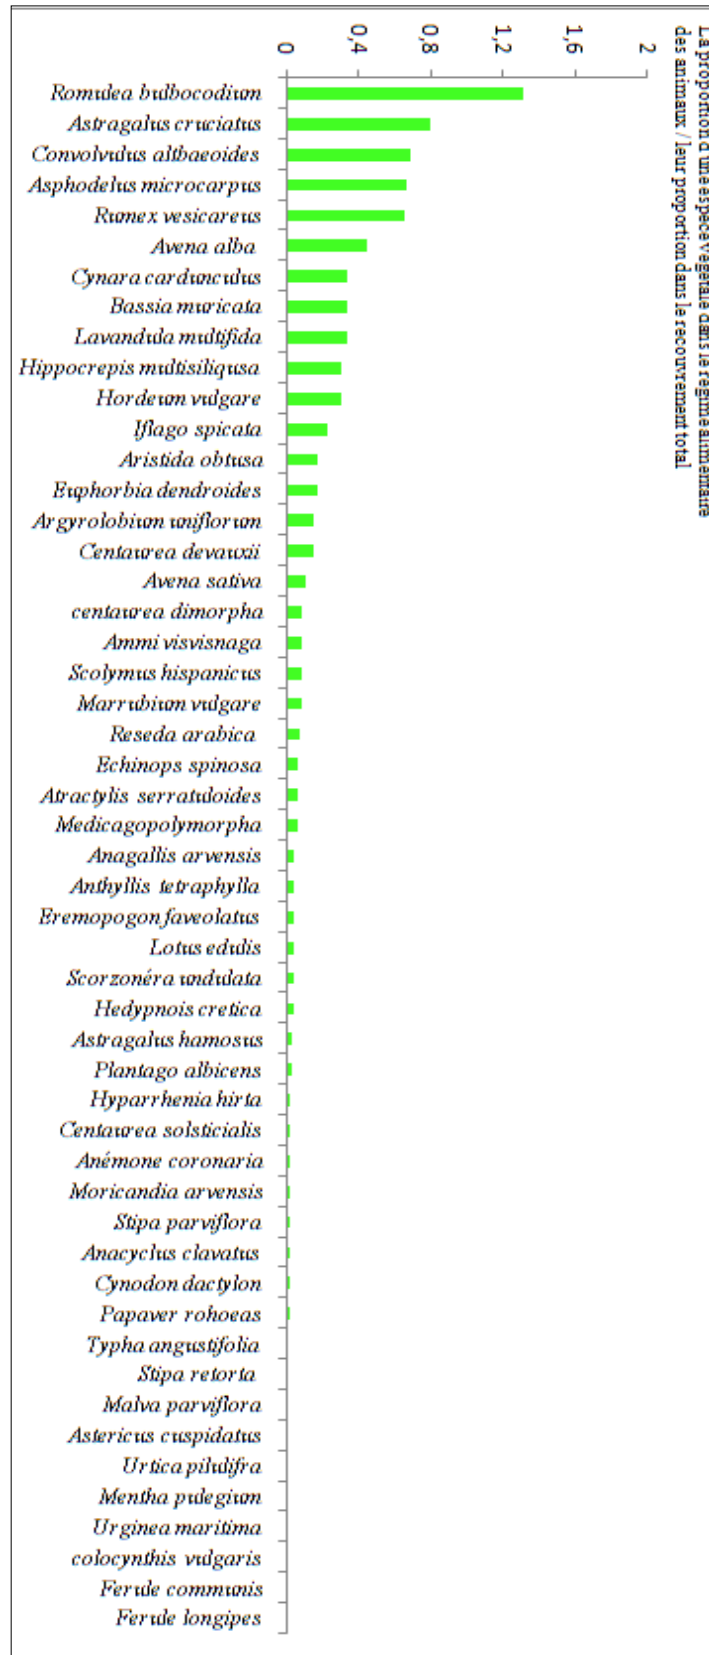 La proportion d'une espèce végétale dans le régime alimentaire
des animaux / leur proportion dans le recouvrement total
0
0,4
0,8
1,2
1,6
2
Romulea bulbocodium
Astragalus cruciatus
Convolvulus althaeoides
Asphodelus microcarpus
Rumex vesicareus
Avena alba
Cynara cardunculus
Bassia muricata
Lavandula multifida
Hippocrepis multisiliqusa
Hordeum vulgare
Iflago spicata
Aristida obtusa
Euphorbia dendroides
Argyrolobium uniflorum
Centaurea devauxii
Avena sativa
centaurea dimorpha
Ammi visvisnaga
Scolymus hispanicus
Marrubium vulgare
Reseda arabica
Echinops spinosa
Atractylis serratuloides
Medicagopolymorpha
Anagallis arvensis
Anthyllis tetraphylla
Eremopogon faveolatus
Lotus edulis
Scorzonéra undulata
Hedypnois cretica
Astragalus hamosus
Plantago albicens
Hyparrhenia hirta
Centaurea solsticialis
Anémone coronaria
Moricandia arvensis
Stipa parviflora
Anacyclus clavatus
Cynodon dactylon
Papaver rohoeas
Typha angustifolia
Stipa retorta
Malva parviflora
Astericus cuspidatus
Urtica pilulifra
Mentha pulegium
Urginea maritima
colocynthis vulgaris
Ferule communis
Ferule longipes